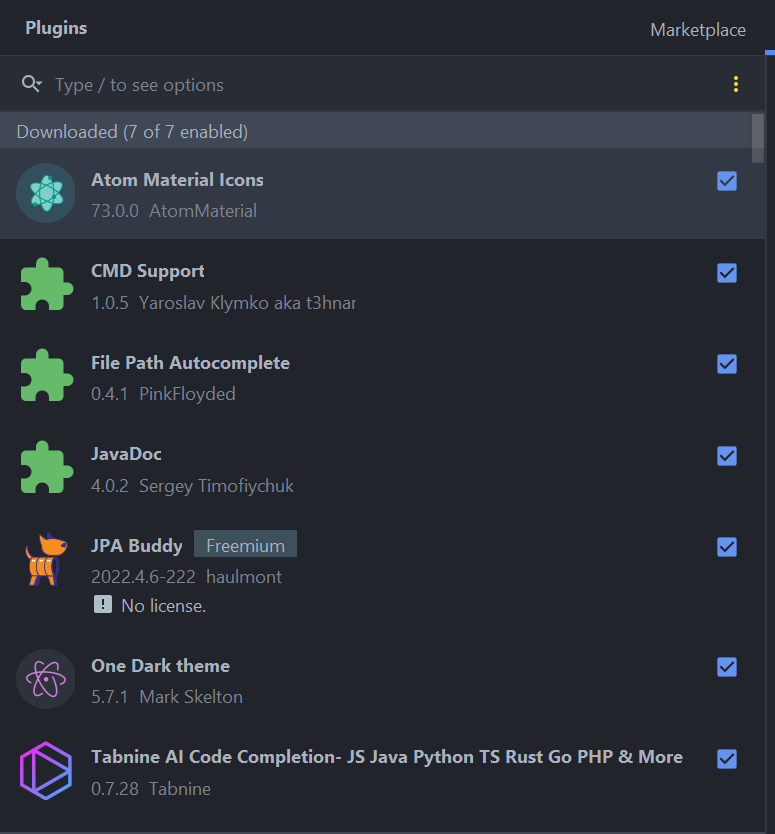 Plugins
Marketplace
Type / to see options
Downloaded (7 of 7 enabled)
Atom Material Icons
73.0.0 AtomMaterial
CMD Support
1.0.5 Yaroslav Klymko aka t3hnar
File Path Autocomplete
0.4.1 PinkFloyded
JavaDoc
4.0.2 Sergey Timofiychuk
JPA Buddy Freemium
2022.4.6-222 haulmont
! No license.
One Dark theme
5.7.1 Mark Skelton
Tabnine AI Code Completion- JS Java Python TS Rust Go PHP & More
0.7.28 Tabnine